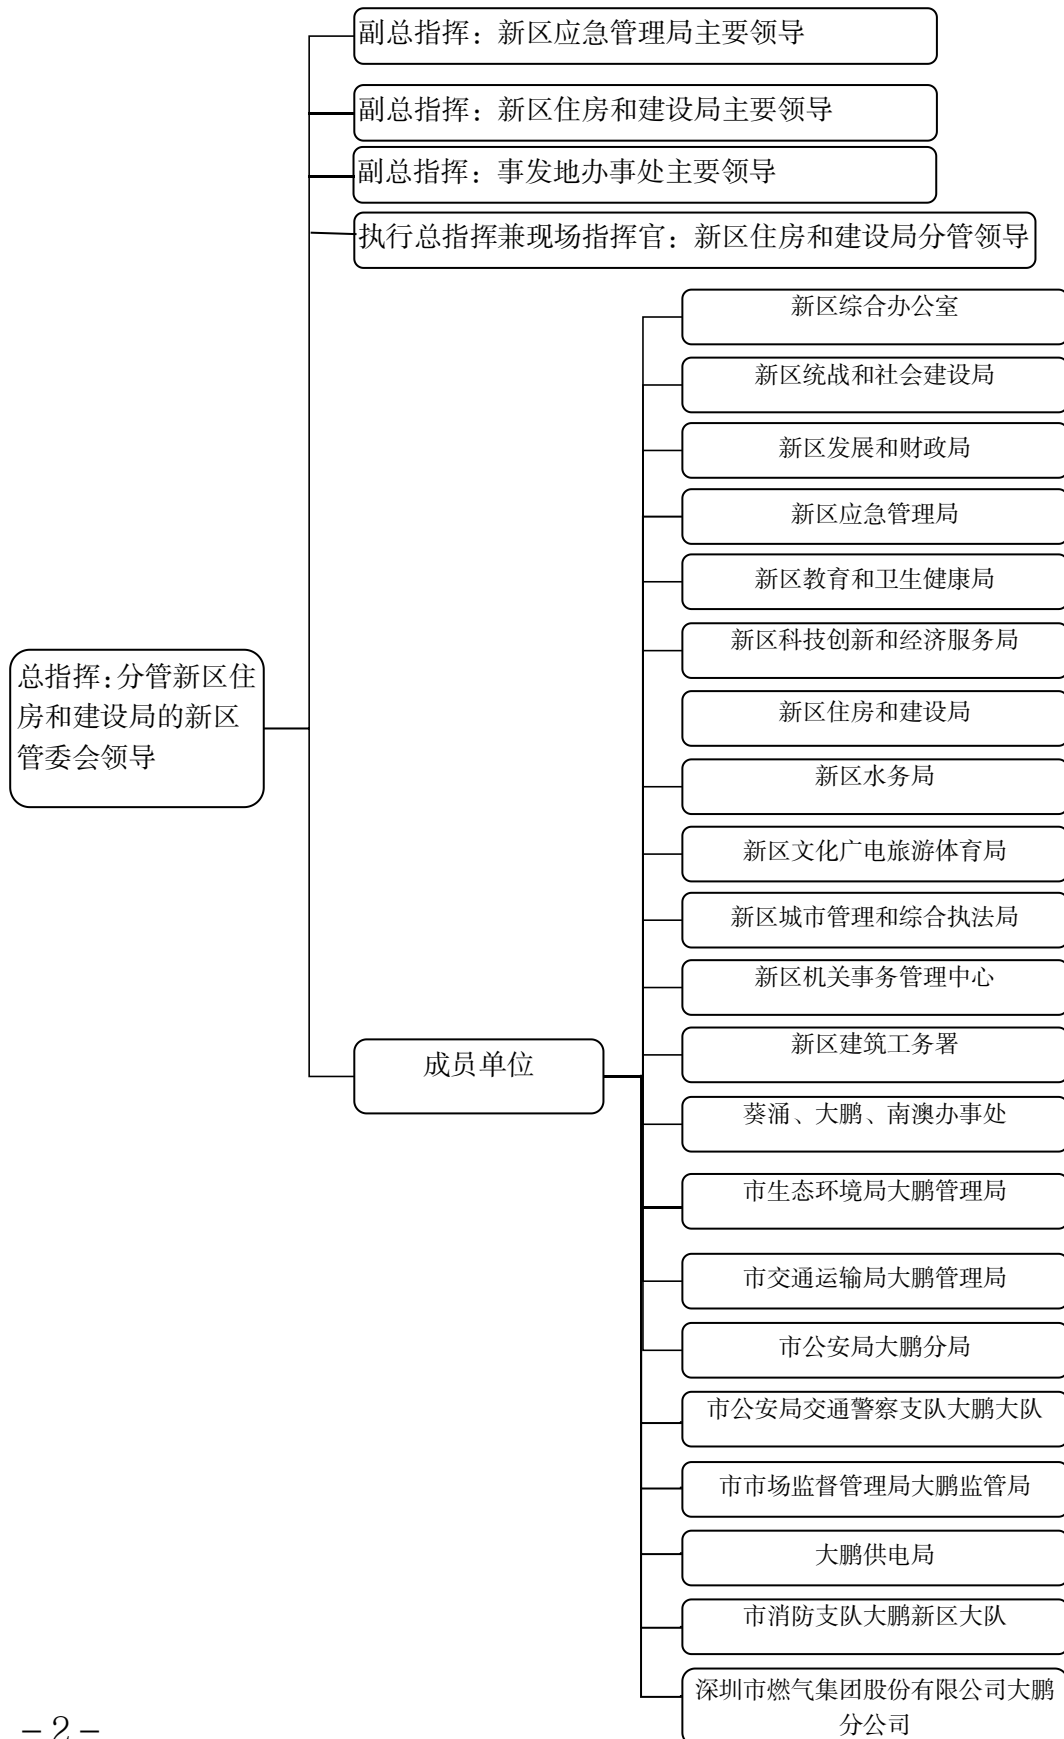 副总指挥：新区应急管理局主要领导
副总指挥：新区住房和建设局主要领导
副总指挥：事发地办事处主要领导
执行总指挥兼现场指挥官：新区住房和建设局分管领导
新区综合办公室
新区统战和社会建设局
新区发展和财政局
新区应急管理局
新区教育和卫生健康局
新区科技创新和经济服务局
总指挥：分管新区住
房和建设局的新区
管委会领导
新区住房和建设局
新区水务局
新区文化广电旅游体育局
新区城市管理和综合执法局
新区机关事务管理中心
新区建筑工务署
成员单位
葵涌、大鹏、南澳办事处
市生态环境局大鹏管理局
市交通运输局大鹏管理局
市公安局大鹏分局
市公安局交通警察支队大鹏大队
市市场监督管理局大鹏监管局
大鹏供电局
市消防支队大鹏新区大队
深圳市燃气集团股份有限公司大鹏
分公司
－2－